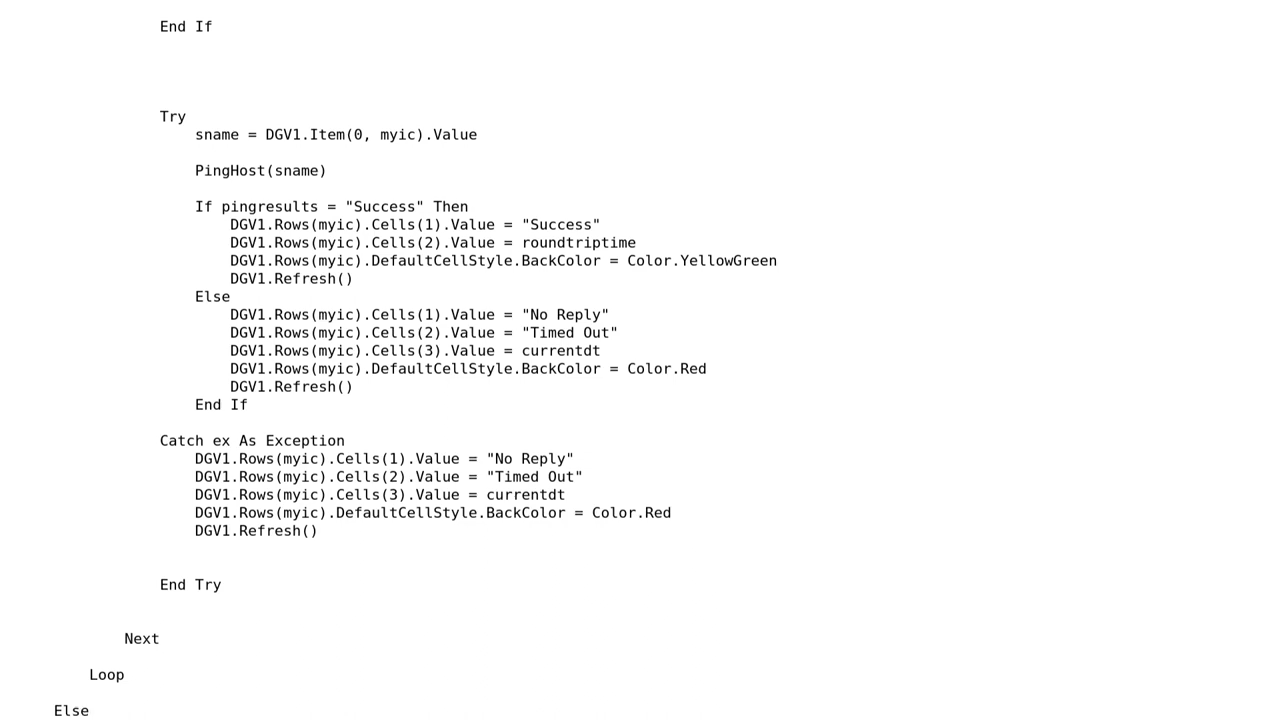 End If
Try
sname = DGV1.Item(0, myic).Value
PingHost(sname)
If pingresults = "Success" Then
DGV1.Rows(myic).Cells(1).Value = "Success"
DGV1.Rows(myic).Cells(2).Value = roundtriptime
DGV1.Rows(myic).DefaultCellStyle.BackColor = Color.YellowGreen
DGV1.Refresh()
Else
DGV1.Rows(myic).Cells(1).Value = "No Reply"
DGV1.Rows(myic).Cells(2).Value = "Timed Out"
DGV1.Rows(myic).Cells(3).Value = currentdt
DGV1.Rows(myic).DefaultCellStyle.BackColor = Color.Red
DGV1.Refresh()
End If
Catch ex As Exception
DGV1.Rows(myic).Cells(1).Value = "No Reply"
DGV1.Rows(myic).Cells(2).Value = "Timed Out"
DGV1.Rows(myic).Cells(3).Value = currentdt
DGV1.Rows(myic).DefaultCellStyle.BackColor = Color.Red
DGV1.Refresh()
End Try
Next
Loop
Else